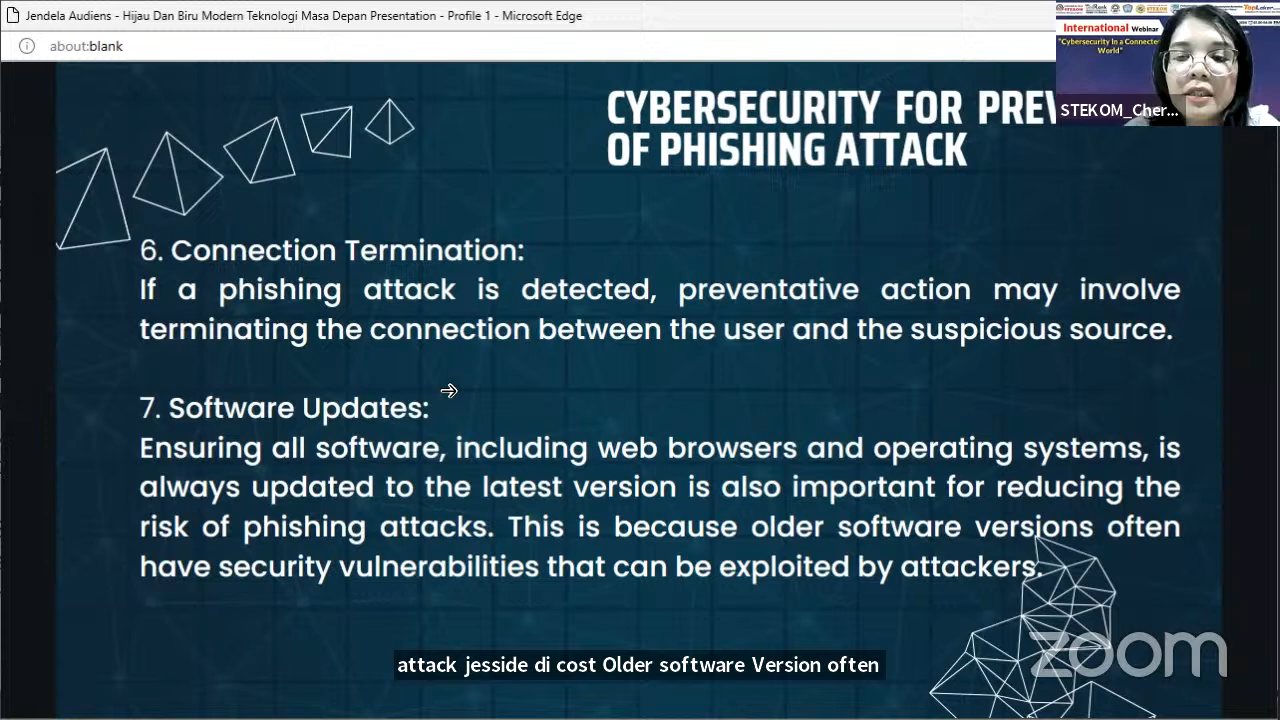 Jendela Audiens - Hijau Dan Biru Modern Teknologi Masa Depan Presentation - Profile 1 - Microsoft Edge
about:blank
International Webinar
"Cybersecurity In a Connected
World"
STEKOM_Cher...
CYBERSECURITY FOR PREV
OF PHISHING ATTACK
6. Connection Termination:
If a phishing attack is detected, preventative action may involve
terminating the connection between the user and the suspicious source.
7. Software Updates:
Ensuring all software, including web browsers and operating systems, is
always updated to the latest version is also important for reducing the
risk of phishing attacks. This is because older software versions often
have security vulnerabilities that can be exploited by attackers.
zoom
attack jesside di cost Older software Version often